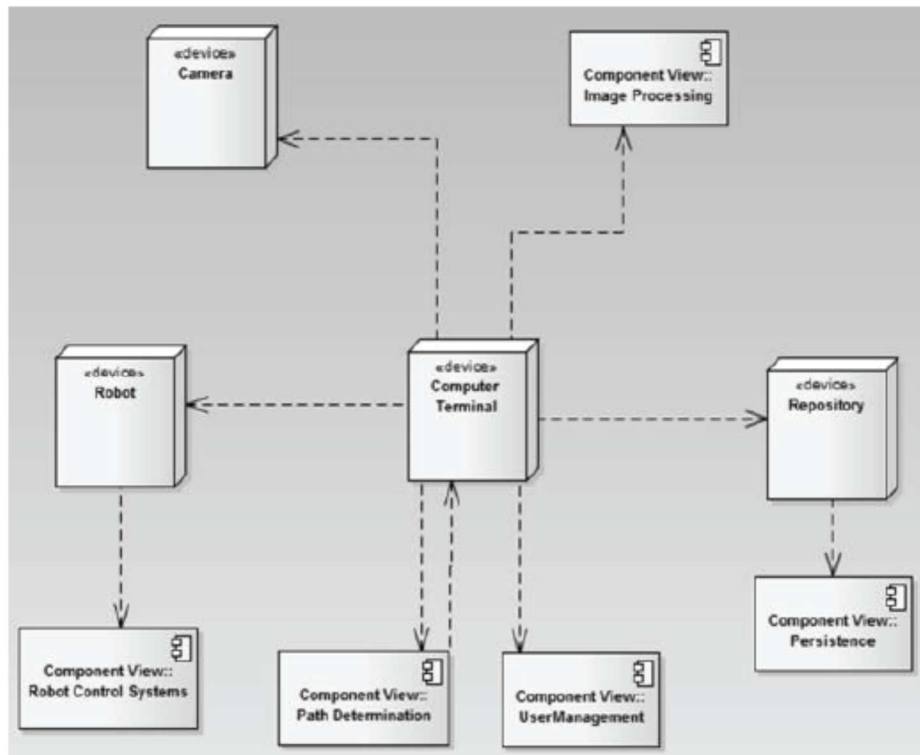 «device»
Camera
Component View::
Image Processing
«device»
Robot
«device»
Computer
Terminal
«device»
Repository
Component View::
Robot Control Systems
Component View::
Path Determination
Component View::
UserManagement
Component View::
Persistence